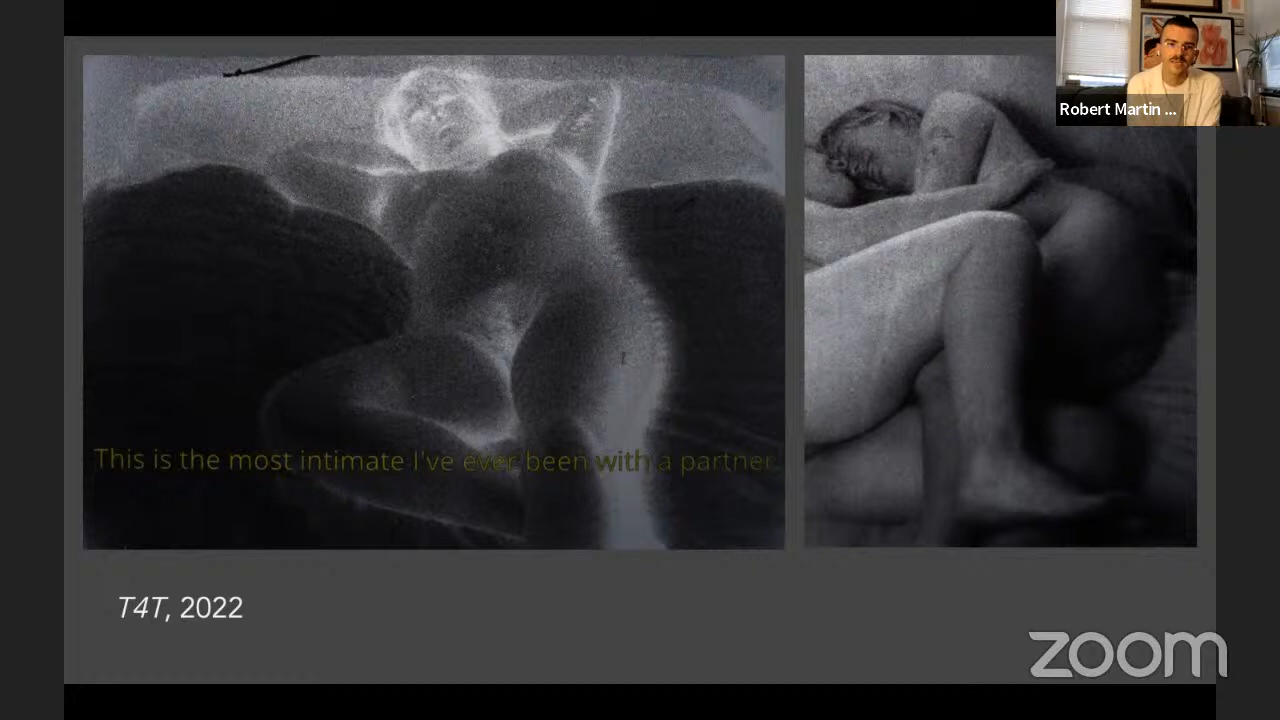 Robert Martin ...
This is the most intimate I've ever been with a partner.
T4T, 2022
zoom